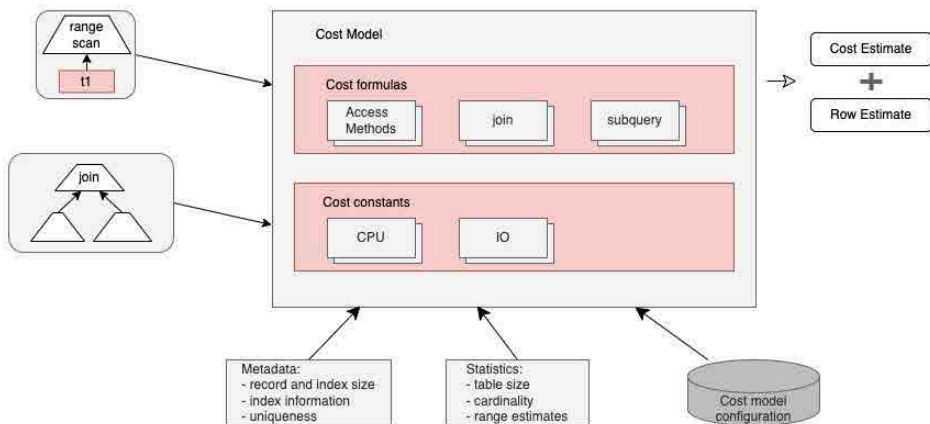 range
scan
t1
join
Cost Model
Cost formulas
Access
Methods
join
subquery
Cost constants
CPU
IO
Cost Estimate
Row Estimate
Metadata:
- record and index size
- index information
- uniqueness
Statistics:
- table size
- cardinality
- range estimates
Cost model
configuration